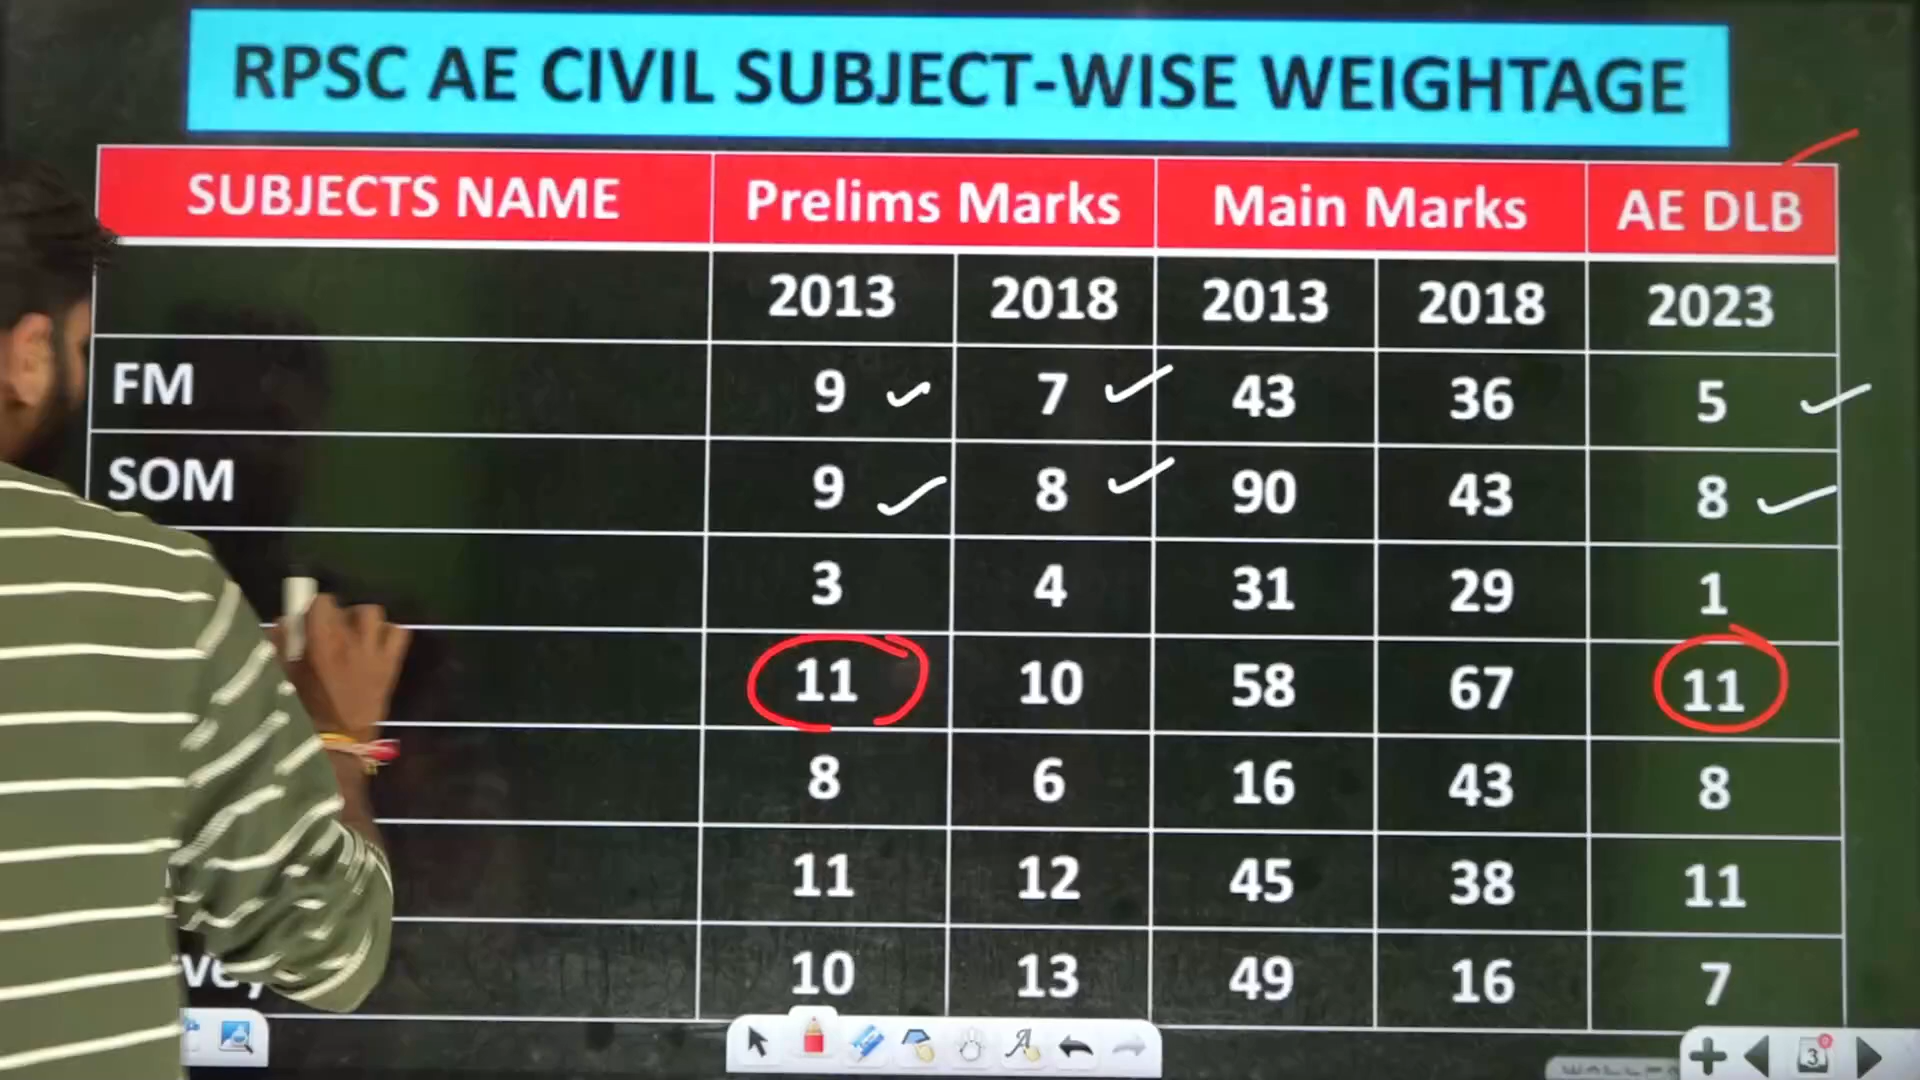 RPSC AE CIVIL SUBJECT-WISE WEIGHTAGE
SUBJECTS NAME Prelims Marks Main Marks AE DLB
2013 2018 2013 2018 2023
FM 9 7 43 36 5
SOM 9 8 90 43 8
3 4 31 29 1
11 10 58 67 11
8 6 16 43 8
11 12 45 38 11
vey 10 13 49 16 7
3